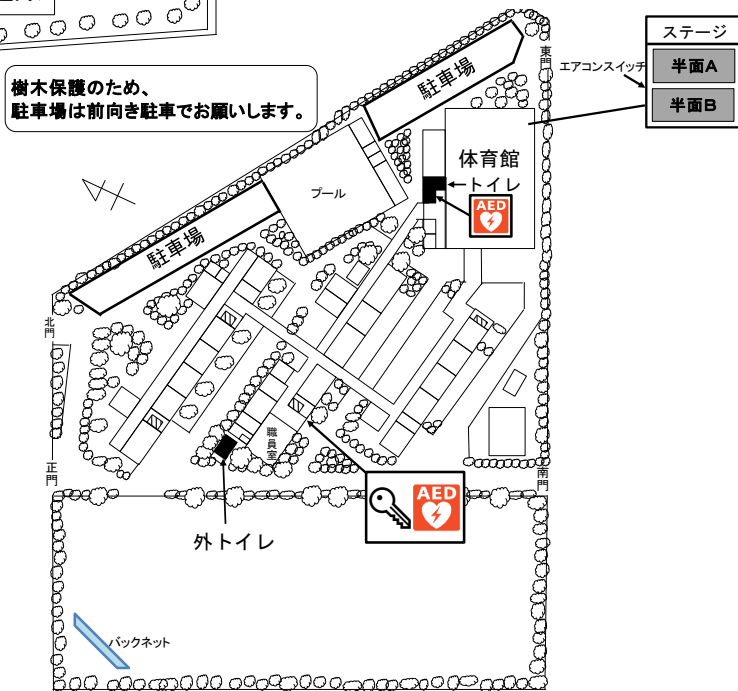 樹木保護のため、
駐車場は前向き駐車でお願いします。
ステージ
半面A
半面B
エアコンスイッチ
東門
駐車場
体育館
トイレ
AED
プール
駐車場
北門
職員室
正門
南門
AED
外トイレ
バックネット